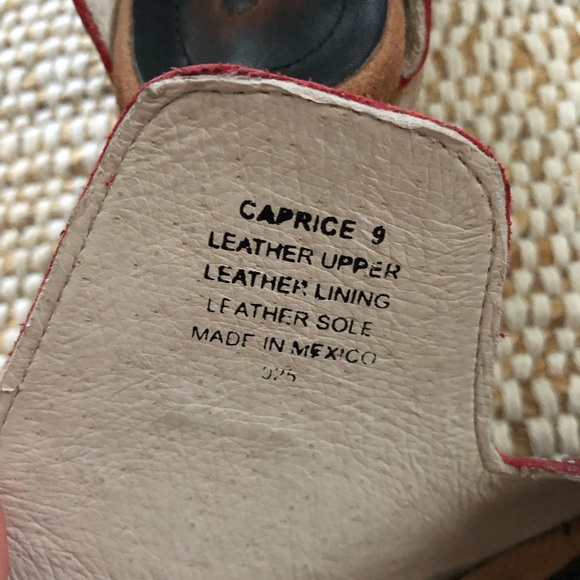 CAPRICE 9
LEATHER UPPER
LEATHER LINING
LEATHER SOLE
MADE IN MEXICO